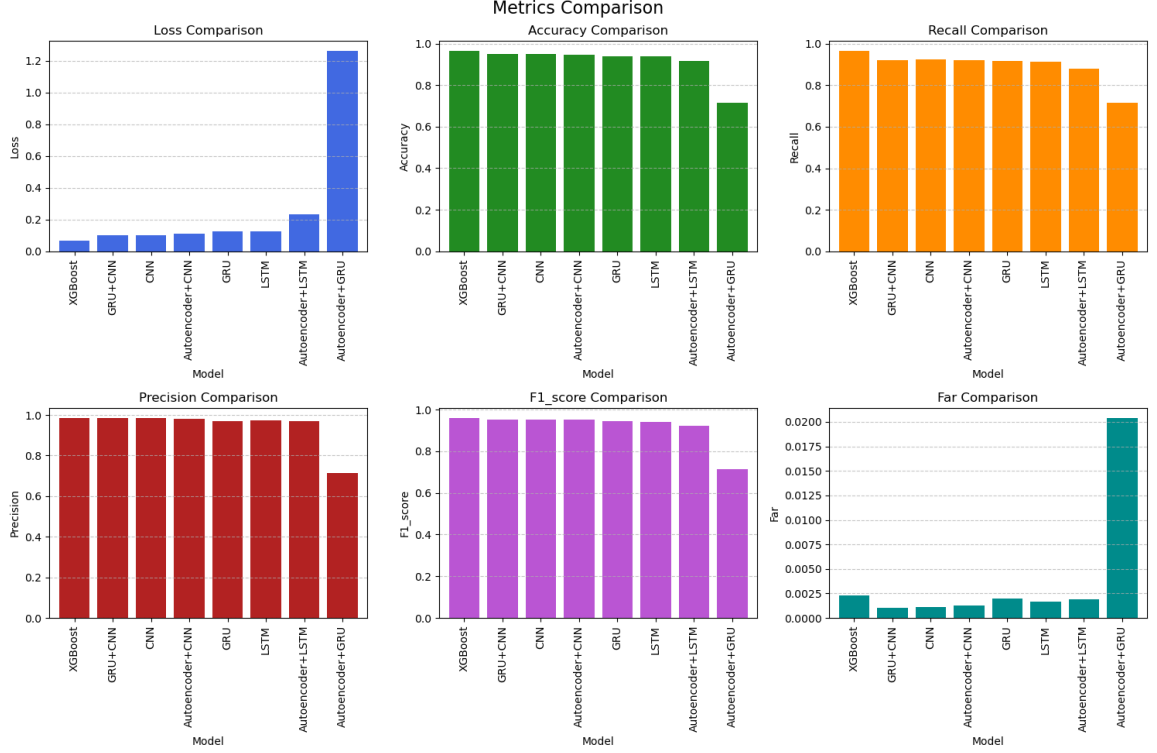 Metrics Comparison
Loss Comparison
Loss
1.2
1.0
0.8
0.6
0.4
0.2
0.0
XGBoost
GRU+CNN
CNN
Autoencoder+CNN
GRU
LSTM
Autoencoder+LSTM
Autoencoder+GRU
Model
Accuracy Comparison
Accuracy
1.0
0.8
0.6
0.4
0.2
0.0
XGBoost
GRU+CNN
CNN
Autoencoder+CNN
GRU
LSTM
Autoencoder+LSTM
Autoencoder+GRU
Model
Recall Comparison
Recall
1.0
0.8
0.6
0.4
0.2
0.0
XGBoost
GRU+CNN
CNN
Autoencoder+CNN
GRU
LSTM
Autoencoder+LSTM
Autoencoder+GRU
Model
Precision Comparison
Precision
1.0
0.8
0.6
0.4
0.2
0.0
XGBoost
GRU+CNN
CNN
Autoencoder+CNN
GRU
LSTM
Autoencoder+LSTM
Autoencoder+GRU
Model
F1_score Comparison
F1_score
1.0
0.8
0.6
0.4
0.2
0.0
XGBoost
GRU+CNN
CNN
Autoencoder+CNN
GRU
LSTM
Autoencoder+LSTM
Autoencoder+GRU
Model
Far Comparison
Far
0.0200
0.0175
0.0150
0.0125
0.0100
0.0075
0.0050
0.0025
0.0000
XGBoost
GRU+CNN
CNN
Autoencoder+CNN
GRU
LSTM
Autoencoder+LSTM
Autoencoder+GRU
Model